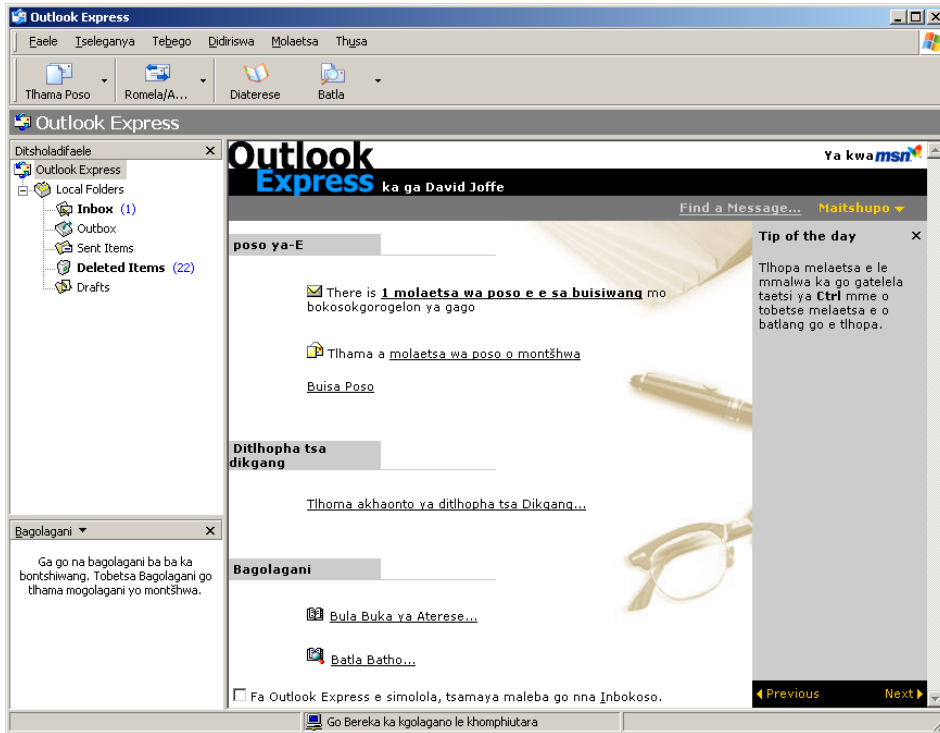 Outlook Express
Faele Tseleganya Tebego Didiriswa Molaetsa Thusa
Tlhama Poso Romela/A... Diaterese Batla
Outlook Express
Ditsholadifaele
Outlook Express
Local Folders
Inbox (1)
Outbox
Sent Items
Deleted Items (22)
Drafts
Bagolagani
Ga go na bagolagani ba ba ka
bontshiwang. Tobetsa Bagolagani go
tlhama mogolagani yo montšhwa.
Outlook
Express ka ga David Joffe
Ya kwa msn
Find a Message... Maitshupo
poso ya-E
There is 1 molaetsa wa poso e e sa buisiwang mo
bokosokgorogelon ya gago
Tlhama a molaetsa wa poso o montšhwa
Buisa Poso
Ditlhopha tsa
dikgang
Tlhoma akhaonto ya ditlhopha tsa Dikgang...
Bagolagani
Bula Buka ya Aterese...
Batla Batho...
Fa Outlook Express e simolola, tsamaya maleba go nna Inbokoso.
Tip of the day
Tlhopa melaetsa e le
mmalwa ka go gatelela
taetsi ya Ctrl mme o
tobetse melaetsa e o
batlang go e tlhopa.
Previous Next
Go Bereka ka kgolagano le khomphiutara